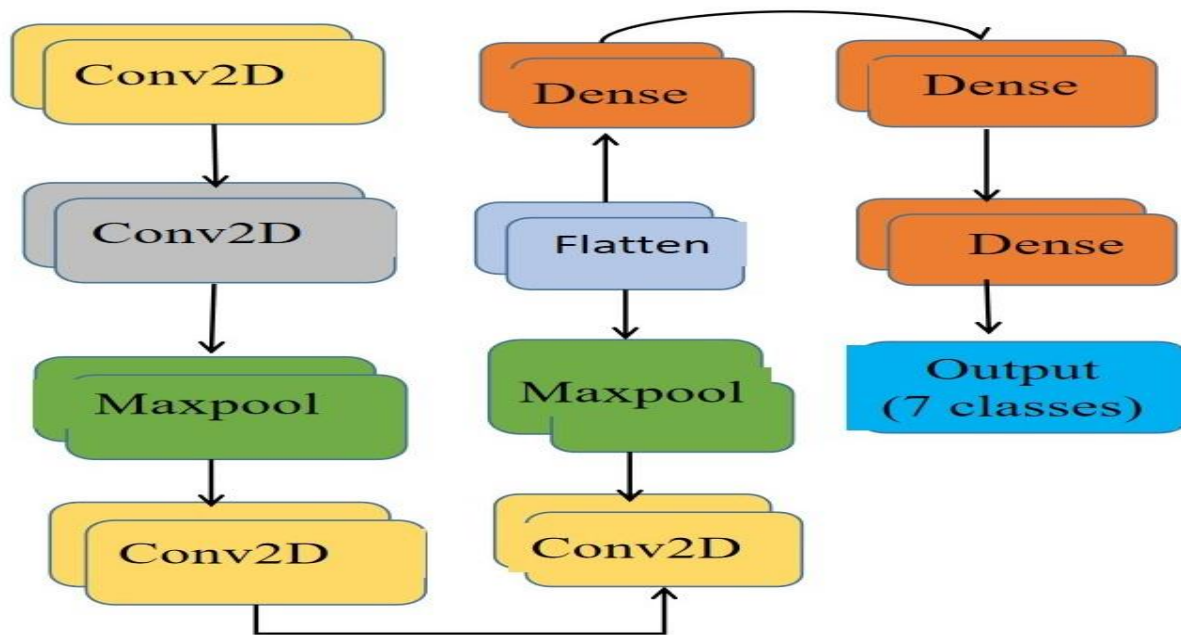 Conv2D
Conv2D
Maxpool
Conv2D
Dense
Flatten
Maxpool
Conv2D
Dense
Dense
Output
(7 classes)